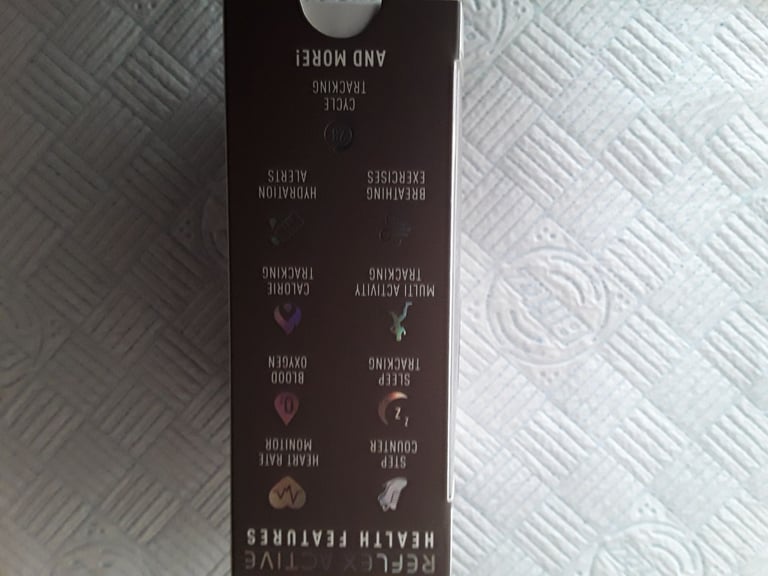 REFLEX ACTIVE
HEALTH FEATURES
STEP
COUNTER
HEART RATE
MONITOR
Z Z
SLEEP
TRACKING
O
BLOOD
OXYGEN
MULTI ACTIVITY
TRACKING
CALORIE
TRACKING
BREATHING
EXERCISES
HYDRATION
ALERTS
28
CYCLE
TRACKING
AND MORE!